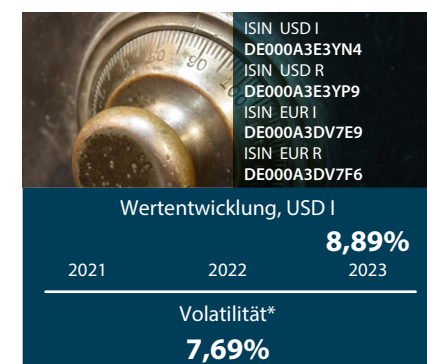 ISIN USD I
DE000A3E3YN4
ISIN USD R
DE000A3E3YP9
ISIN EUR I
DE000A3DV7E9
ISIN EUR R
DE000A3DV7F6
Wertentwicklung, USD I
8,89%
2021 2022 2023
Volatilität*
7,69%